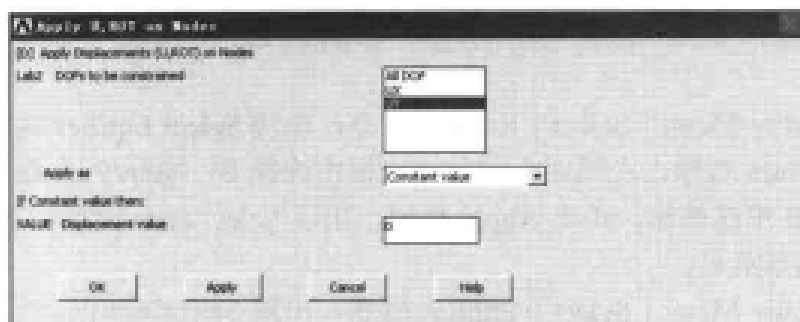 Apply U,ROT on Nodes
[D] Apply Displacements (U,ROT) on Nodes
Lab2 DOFs to be constrained
All DOF
UX
UY
Apply as
Constant value
If Constant value then:
VALUE Displacement value
0
OK
Apply
Cancel
Help